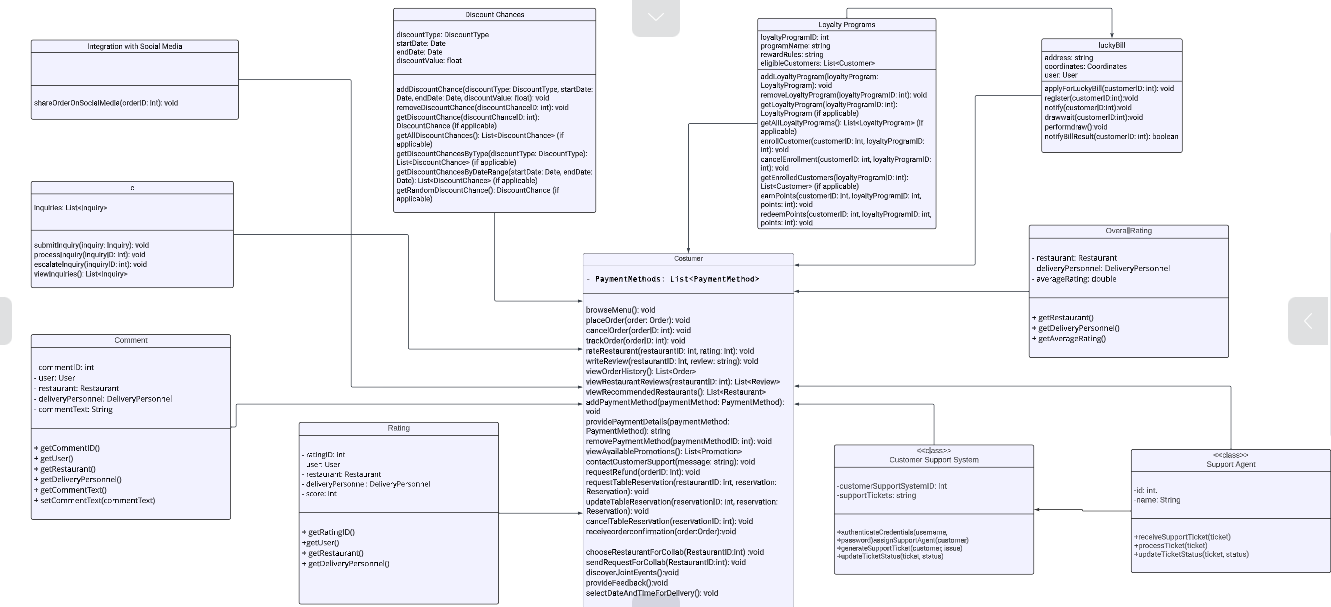 Integration with Social Media
shareOrderOnSocialMedia(orderID: int): void
c
inquiries: List<Inquiry>
submitInquiry(inquiry: Inquiry): void
processInquiry(inquiryID: int): void
escalateInquiry(inquiryID: int): void
viewInquiries(): List<Inquiry>
Comment
commentID: int
- user: User
- restaurant: Restaurant
- deliveryPersonnel: DeliveryPersonnel
- commentText: String
+ getCommentID()
+ getUser()
+ getRestaurant()
+ getDeliveryPersonnel()
+ getCommentText()
+ setCommentText(commentText)
Discount Chances
discountType: DiscountType
startDate: Date
endDate: Date
discountValue: float
addDiscountChance(discountType: DiscountType, startDate:
Date, endDate: Date, discountValue: float): void
removeDiscountChance(discountChanceID: int): void
getDiscountChance(discountChanceID: int):
DiscountChance (if applicable)
getAllDiscountChances(): List<DiscountChance> (if
applicable)
getDiscountChancesByType(discountType: DiscountType):
List<DiscountChance> (if applicable)
getDiscountChancesByDateRange(startDate: Date, endDate:
Date): List<DiscountChance> (if applicable)
getRandomDiscountChance(): DiscountChance (if
applicable)
Rating
- ratingID: int
user: User
- restaurant: Restaurant
- deliveryPersonnel: DeliveryPersonnel
- score: int
+ getRatingID()
+getUser()
+ getRestaurant()
+ getDeliveryPersonnel()
Loyalty Programs
loyaltyProgramID: int
programName: string
rewardRules: string
eligibleCustomers: List<Customer>
addLoyaltyProgram(loyaltyProgram:
LoyaltyProgram): void
removeLoyaltyProgram(loyaltyProgramID: int): void
getLoyaltyProgram(loyaltyProgramID: int):
LoyaltyProgram (if applicable)
getAllLoyaltyPrograms(): List<LoyaltyProgram> (if
applicable)
enrollCustomer(customerID: int, loyaltyProgramID:
int): void
cancelEnrollment(customerID: int, loyaltyProgramID:
int): void
getEnrolledCustomers(loyaltyProgramID: int):
List<Customer> (if applicable)
earnPoints(customerID: int, loyaltyProgramID: int,
points: int): void
redeemPoints(customerID: int, loyaltyProgramID: int,
points: int): void
luckyBill
address: string
coordinates: Coordinates
user: User
applyForLuckyBill(customerID: int): void
register(customerID:int):void
notify(customerID:int):void
drawwait(customerID:int):void
performdraw():void
notifyBillResult(customerID: int): boolean
Costumer
- PaymentMethods: List<PaymentMethod>
browseMenu(): void
placeOrder(order: Order): void
cancelOrder(orderID: int): void
trackOrder(orderID: int): void
rateRestaurant(restaurantID: int, rating: int): void
writeReview(restaurantID: int, review: string): void
viewOrderHistory(): List<Order>
viewRestaurantReviews(restaurantID: int): List<Review>
viewRecommendedRestaurants(): List<Restaurant>
addPaymentMethod(paymentMethod: PaymentMethod):
void
providePaymentDetails(paymentMethod:
PaymentMethod): string
removePaymentMethod(paymentMethodID: int): void
viewAvailablePromotions(): List<Promotion>
contactCustomerSupport(message: string): void
requestRefund(orderID: int): void
requestTableReservation(restaurantID: int, reservation:
Reservation): void
updateTableReservation(reservationID: int, reservation:
Reservation): void
cancelTableReservation(reservationID: int): void
receiveorderconfirmation(order:Order):void
chooseRestaurantForCollab(RestaurantID:int) :void
sendRequestForCollab(RestaurantID:int): void
discoverJointEvents():void
provideFeedback():void
selectDateAndTimeForDelivery(): void
OverallRating
- restaurant: Restaurant
deliveryPersonnel: DeliveryPersonnel
- averageRating: double
+ getRestaurant()
+ getDeliveryPersonnel()
+ getAverageRating()
<<class>>
Customer Support System
-customerSupportSystemID: int
-supportTickets: string
+authenticateCredentials(username,
+password)assignSupportAgent(customer)
+generateSupportTicket(customer, issue)
+updateTicketStatus(ticket, status)
<<class>>
Support Agent
-id: int.
-name: String
+receiveSupportTicket(ticket)
+processTicket(ticket)
+updateTicketStatus(ticket, status)